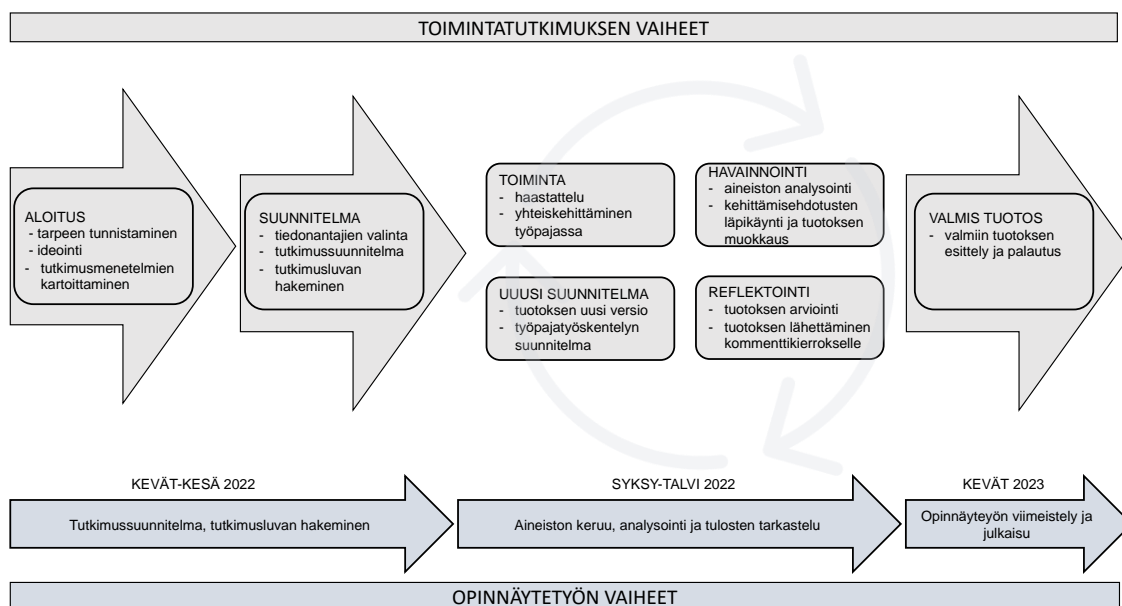 TOIMINTATUTKIMUKSEN VAIHEET
ALOITUS
- tarpeen tunnistaminen
- ideointi
- tutkimusmenetelmien
kartoittaminen
SUUNNITELMA
- tiedonantajien valinta
- tutkimussuunnitelma
- tutkimusluvan
hakeminen
TOIMINTA
- haastattelu
- yhteiskehittäminen
työpajassa
HAVAINNOINTI
- aineiston analysointi
- kehittämisehdotusten
läpikäynti ja tuotoksen
muokkaus
UUUSI SUUNNITELMA
- tuotoksen uusi versio
- työpajatyöskentelyn
suunnitelma
REFLEKTOINTI
- tuotoksen arviointi
- tuotoksen lähettäminen
kommenttikierrokselle
VALMIS TUOTOS
- valmiin tuotoksen
esittely ja palautus
KEVÄT-KESÄ 2022
Tutkimussuunnitelma, tutkimusluvan hakeminen
SYKSY-TALVI 2022
Aineiston keruu, analysointi ja tulosten tarkastelu
KEVÄT 2023
Opinnäyteyön viimeistely ja
julkaisu
OPINNÄYTETYÖN VAIHEET